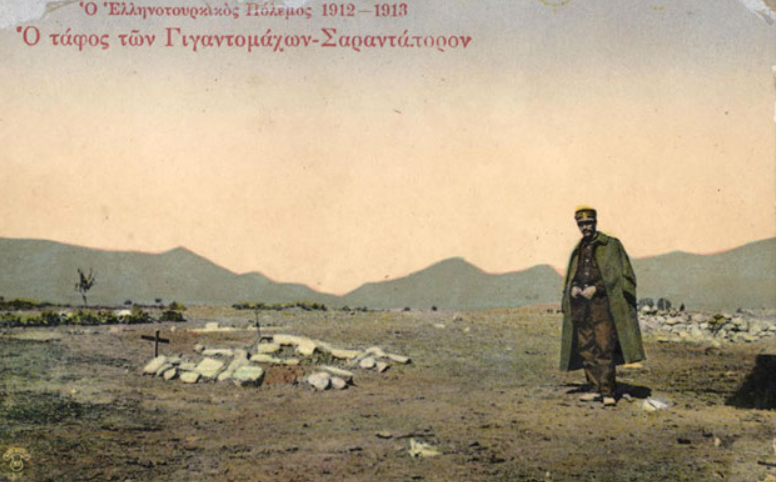 Ὁ Ἑλληνοτουρκικὸς Πόλεμος 1912—1913
Ὁ τάφος τῶν Γιγαντομάχων-Σαραντάπορον